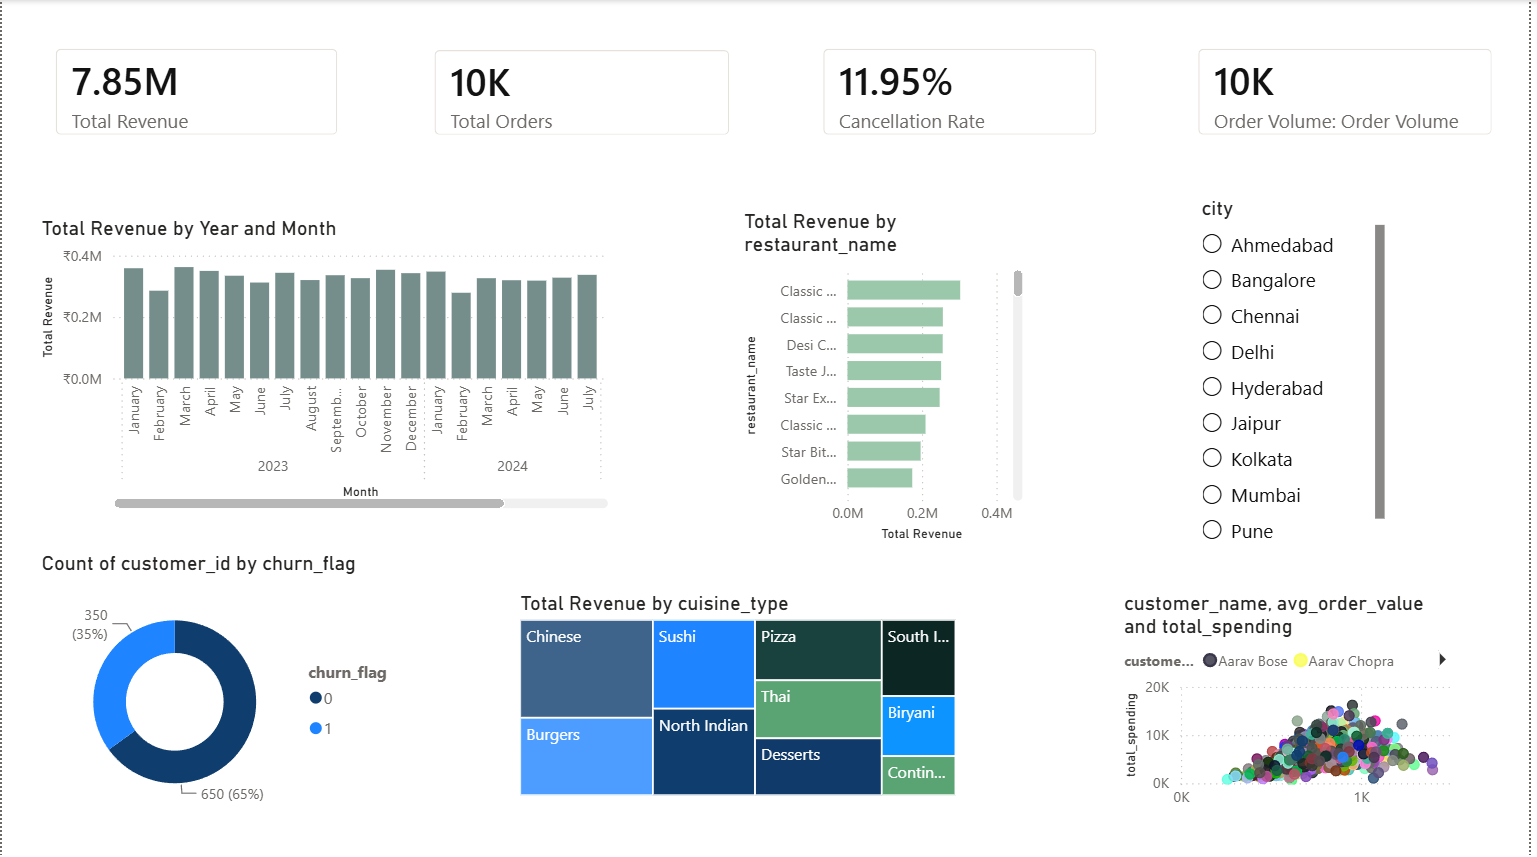 7.85M
Total Revenue
10K
Total Orders
11.95%
Cancellation Rate
10K
Order Volume: Order Volume
Total Revenue by Year and Month
₹0.4M
₹0.2M
₹0.0M
Total Revenue
January
February
March
April
May
June
July
August
Septemb...
October
November
December
January
February
March
April
May
June
July
2023
2024
Month
Total Revenue by
restaurant_name
restaurant_name
Classic ...
Classic ...
Desi C...
Taste J...
Star Ex...
Classic ...
Star Bit...
Golden...
0.0M
0.2M
0.4M
Total Revenue
city
Ahmedabad
Bangalore
Chennai
Delhi
Hyderabad
Jaipur
Kolkata
Mumbai
Pune
Count of customer_id by churn_flag
350
(35%)
650 (65%)
churn_flag
0
1
Total Revenue by cuisine_type
Chinese
Burgers
Sushi
North Indian
Pizza
Thai
Desserts
South I...
Biryani
Contin...
customer_name, avg_order_value
and total_spending
custome...
Aarav Bose
Aarav Chopra
total_spending
20K
10K
0K
0K
1K